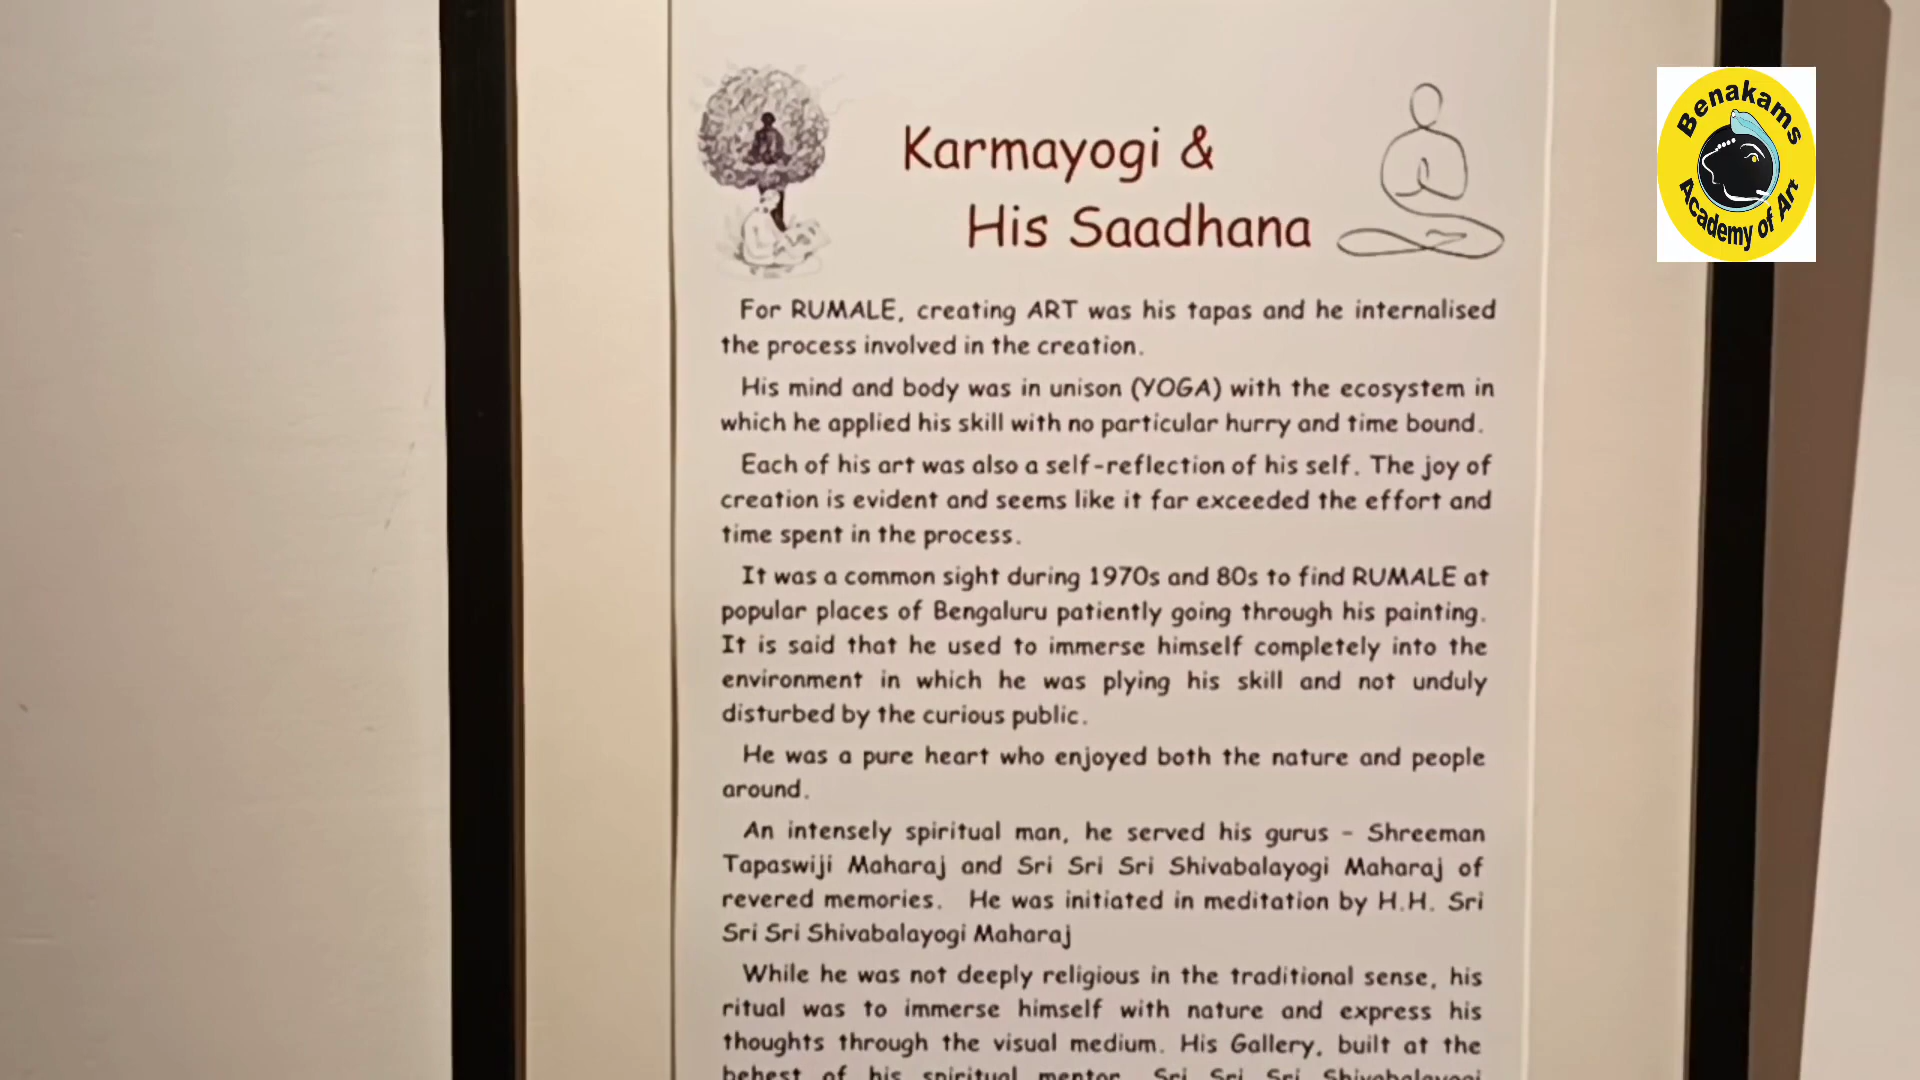 Karmayogi &
His Saadhana
For RUMALE, creating ART was his tapas and he internalised
the process involved in the creation.
His mind and body was in unison (YOGA) with the ecosystem in
which he applied his skill with no particular hurry and time bound.
Each of his art was also a self-reflection of his self. The joy of
creation is evident and seems like it far exceeded the effort and
time spent in the process.
It was a common sight during 1970s and 80s to find RUMALE at
popular places of Bengaluru patiently going through his painting.
It is said that he used to immerse himself completely into the
environment in which he was plying his skill and not unduly
disturbed by the curious public.
He was a pure heart who enjoyed both the nature and people
around.
An intensely spiritual man, he served his gurus - Shreeman
Tapaswiji Maharaj and Sri Sri Sri Shivabalayogi Maharaj of
revered memories. He was initiated in meditation by H.H. Sri
Sri Sri Shivabalayogi Maharaj
While he was not deeply religious in the traditional sense, his
ritual was to immerse himself with nature and express his
thoughts through the visual medium. His Gallery, built at the
behest of his spiritual mentor Sri Sri Sri Shivabalayogi
Benakams
Academy of Art